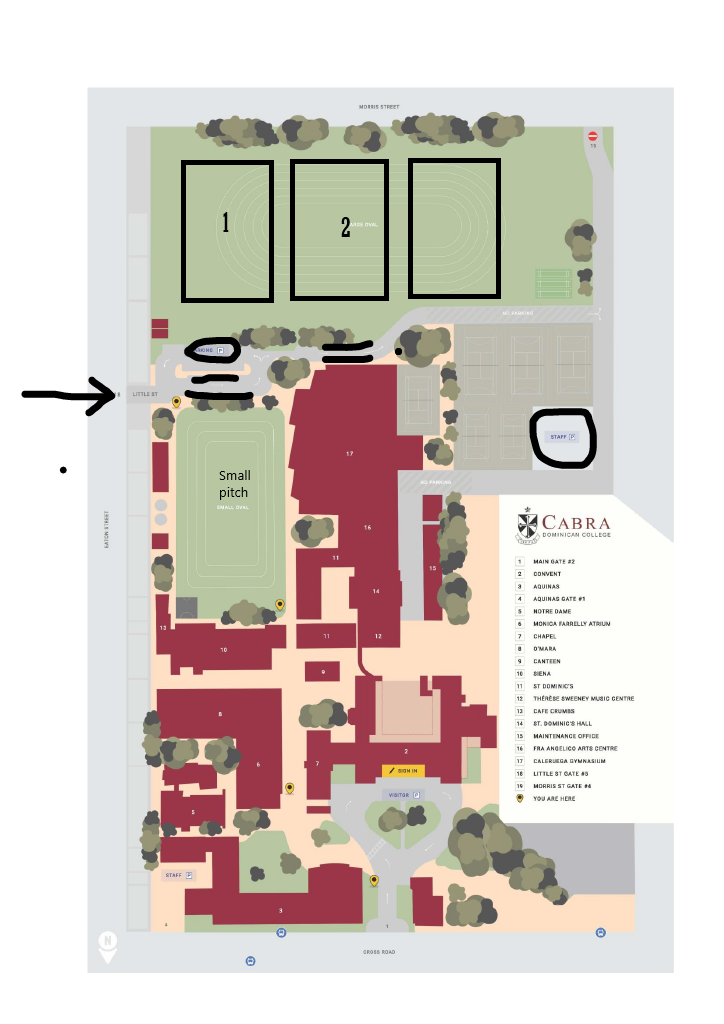 MORRIS STREET
19
1
2
LARGE OVAL
NO PARKING
PARKING P
LITTLE ST
STAFF P
17
Small
pitch
SMALL OVAL
NO PARKING
EATON STREET
CABRA
DOMINICAN COLLEGE
16
11
15
14
13
11
12
10
9
8
2
7
6
SIGN IN
VISITOR P
5
STAFF P
3
4
1
N
CROSS ROAD
1 MAIN GATE #2
2 CONVENT
3 AQUINAS
4 AQUINAS GATE #1
5 NOTRE DAME
6 MONICA FARRELLY ATRIUM
7 CHAPEL
8 O'MARA
9 CANTEEN
10 SIENA
11 ST DOMINIC'S
12 THÉRÈSE SWEENEY MUSIC CENTRE
13 CAFE CRUMBS
14 ST. DOMINIC'S HALL
15 MAINTENANCE OFFICE
16 FRA ANGELICO ARTS CENTRE
17 CALERUEGA GYMNASIUM
18 LITTLE ST GATE #5
19 MORRIS ST GATE #4
YOU ARE HERE